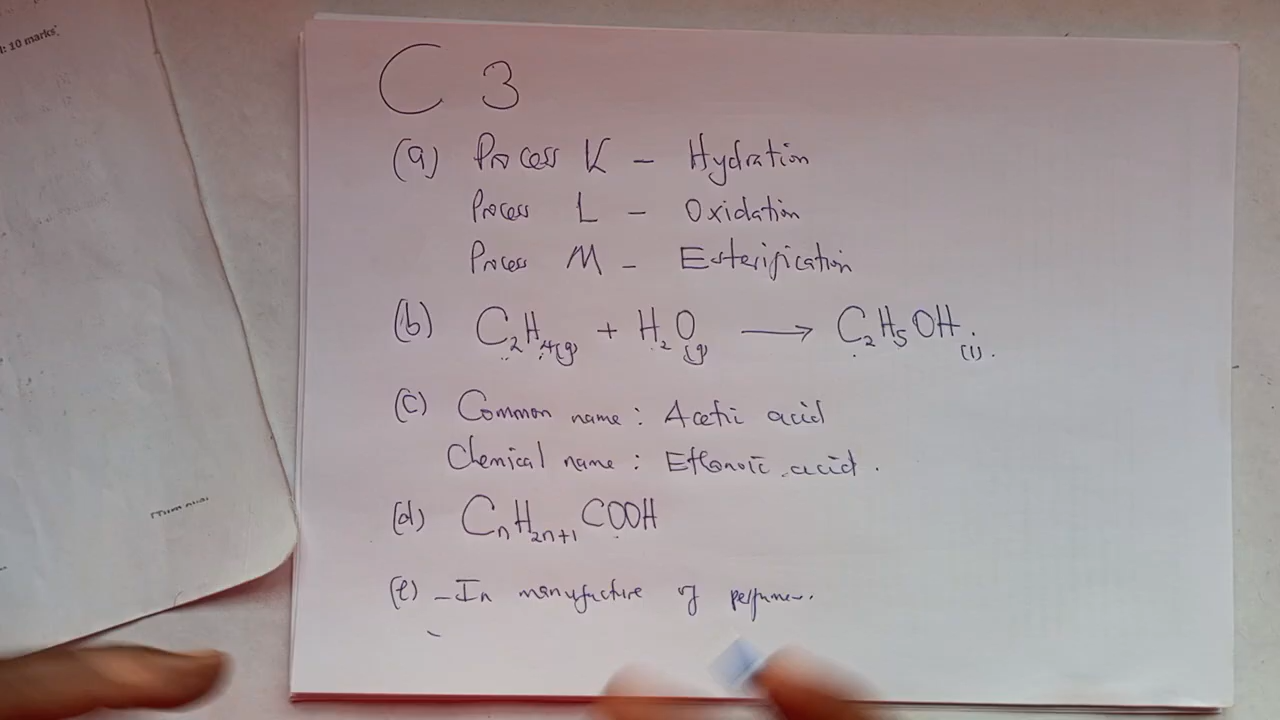 l: 10 marks
C 3
(a) Process K - Hydration
Process L - Oxidation
Process M - Esterification
(b) C₂H₄(g) + H₂O(g) ⟶ C₂H₅OH(l).
(c) Common name : Acetic acid
Chemical name : Ethanoic acid.
(d) CₙH₂ₙ₊₁COOH
(e) - In manufacture of perfumes.